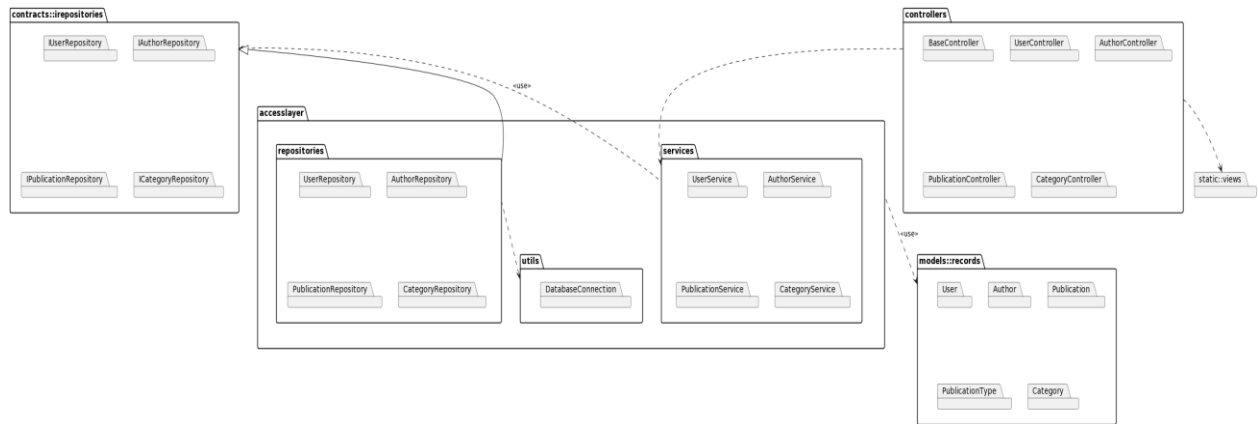 contracts::irepositories
IUserRepository
IAuthorRepository
IPublicationRepository
ICategoryRepository
«use»
accesslayer
repositories
UserRepository
AuthorRepository
PublicationRepository
CategoryRepository
utils
DatabaseConnection
services
UserService
AuthorService
PublicationService
CategoryService
controllers
BaseController
UserController
AuthorController
PublicationController
CategoryController
static::views
«use»
models::records
User
Author
Publication
PublicationType
Category